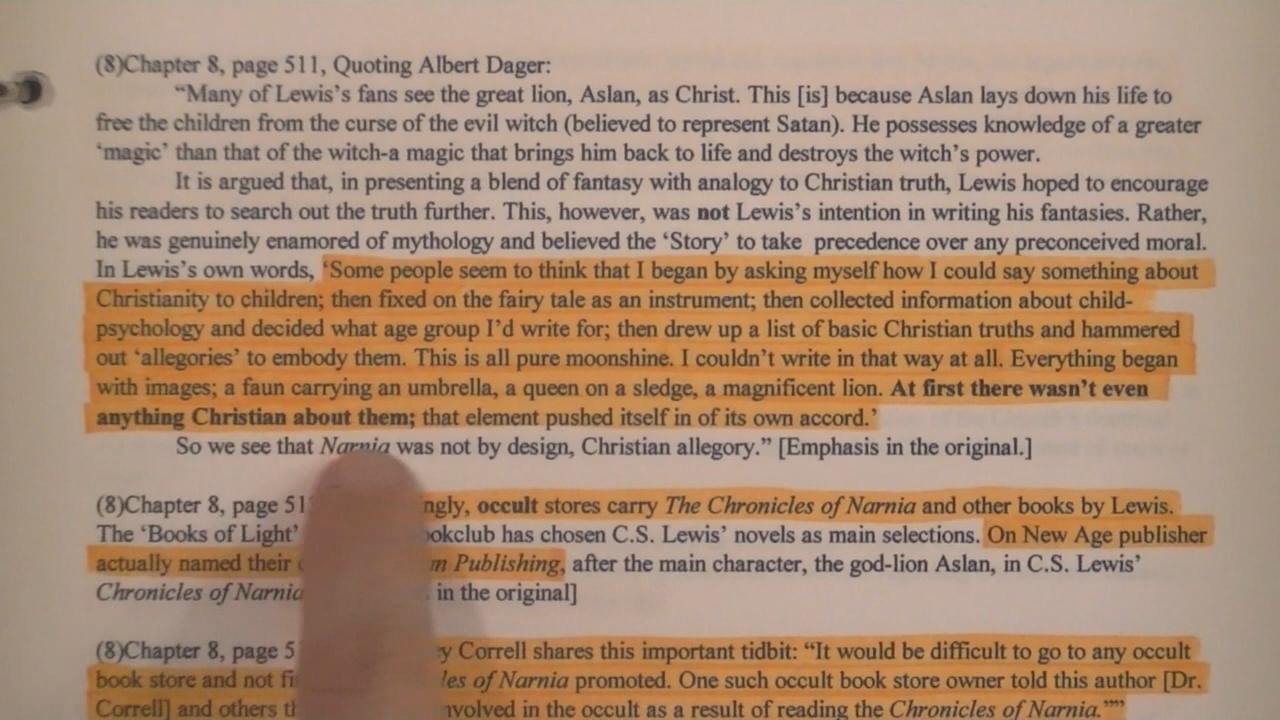 (8)Chapter 8, page 511, Quoting Albert Dager:
“Many of Lewis’s fans see the great lion, Aslan, as Christ. This [is] because Aslan lays down his life to
free the children from the curse of the evil witch (believed to represent Satan). He possesses knowledge of a greater
‘magic’ than that of the witch-a magic that brings him back to life and destroys the witch’s power.
It is argued that, in presenting a blend of fantasy with analogy to Christian truth, Lewis hoped to encourage
his readers to search out the truth further. This, however, was not Lewis’s intention in writing his fantasies. Rather,
he was genuinely enamored of mythology and believed the ‘Story’ to take precedence over any preconceived moral.
In Lewis’s own words, ‘Some people seem to think that I began by asking myself how I could say something about
Christianity to children; then fixed on the fairy tale as an instrument; then collected information about child-
psychology and decided what age group I’d write for; then drew up a list of basic Christian truths and hammered
out ‘allegories’ to embody them. This is all pure moonshine. I couldn’t write in that way at all. Everything began
with images; a faun carrying an umbrella, a queen on a sledge, a magnificent lion. At first there wasn’t even
anything Christian about them; that element pushed itself in of its own accord.’
So we see that Narnia was not by design, Christian allegory.” [Emphasis in the original.]
(8)Chapter 8, page occult stores carry The Chronicles of Narnia and other books by Lewis.
The ‘Books of Light’ has chosen C.S. Lewis’ novels as main selections. On New Age publisher
actually named their Publishing, after the main character, the god-lion Aslan, in C.S. Lewis’
Chronicles of Narnia in the original]
(8)Chapter 8, page Correll shares this important tidbit: “It would be difficult to go to any occult
book store and not of Narnia promoted. One such occult book store owner told this author [Dr.
Correll] and others in the occult as a result of reading the Chronicles of Narnia.””